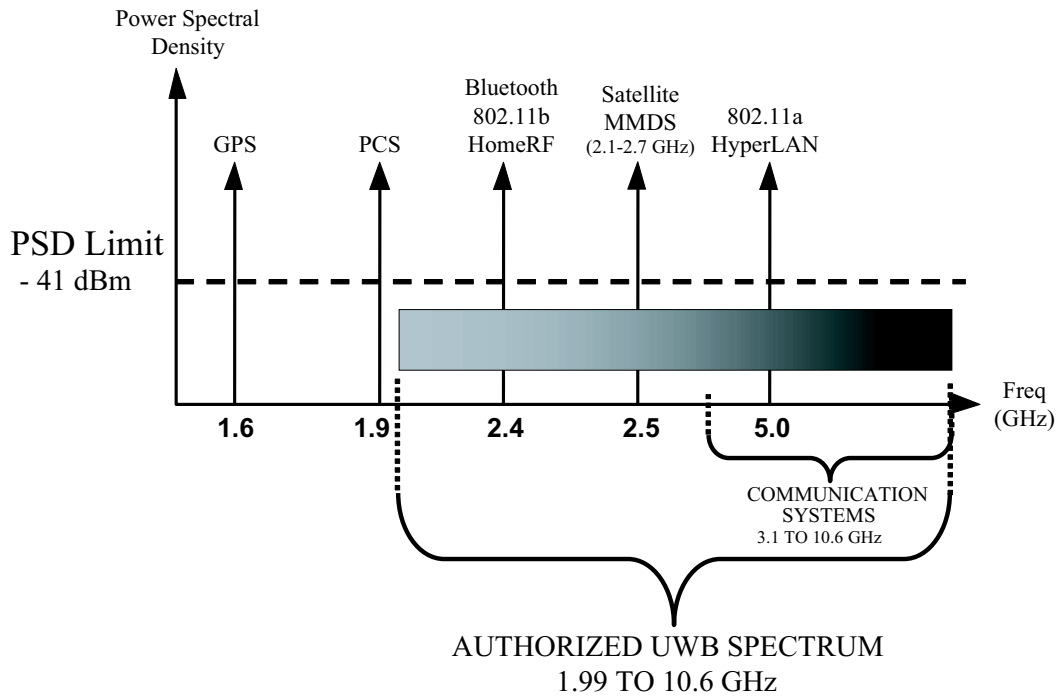 Power Spectral
Density
Bluetooth
802.11b
HomeRF
Satellite
MMDS
(2.1-2.7 GHz)
802.11a
HyperLAN
GPS
PCS
PSD Limit
- 41 dBm
Freq
(GHz)
1.6
1.9
2.4
2.5
5.0
COMMUNICATION
SYSTEMS
3.1 TO 10.6 GHz
AUTHORIZED UWB SPECTRUM
1.99 TO 10.6 GHz